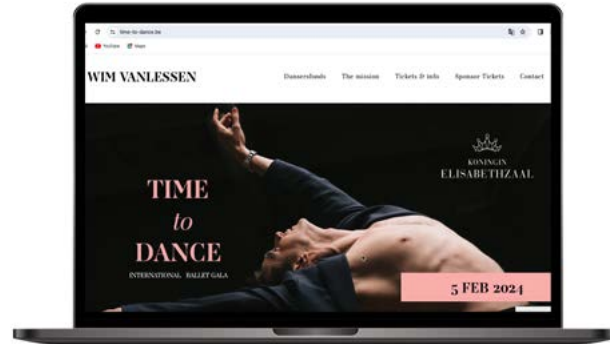 time-to-dance.be
YouTube Maps
WIM VANLESSEN
Dansersfonds The mission Tickets & info Sponsor Tickets Contact
KONINGIN
ELISABETHZAAL
TIME
to
DANCE
INTERNATIONAL BALLET GALA
5 FEB 2024